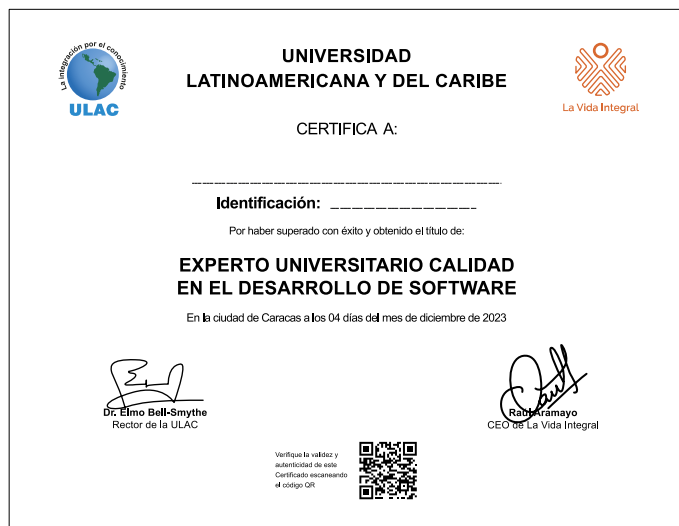 La integración por el conocimiento
ULAC
UNIVERSIDAD
LATINOAMERICANA Y DEL CARIBE
La Vida Integral
CERTIFICA A:
Identificación:
Por haber superado con éxito y obtenido el título de:
EXPERTO UNIVERSITARIO CALIDAD
EN EL DESARROLLO DE SOFTWARE
En la ciudad de Caracas a los 04 días del mes de diciembre de 2023
Dr. Elmo Bell-Smythe
Rector de la ULAC
Raúl Aramayo
CEO de La Vida Integral
Verifique la validez y
autenticidad de este
Certificado escaneando
el código QR